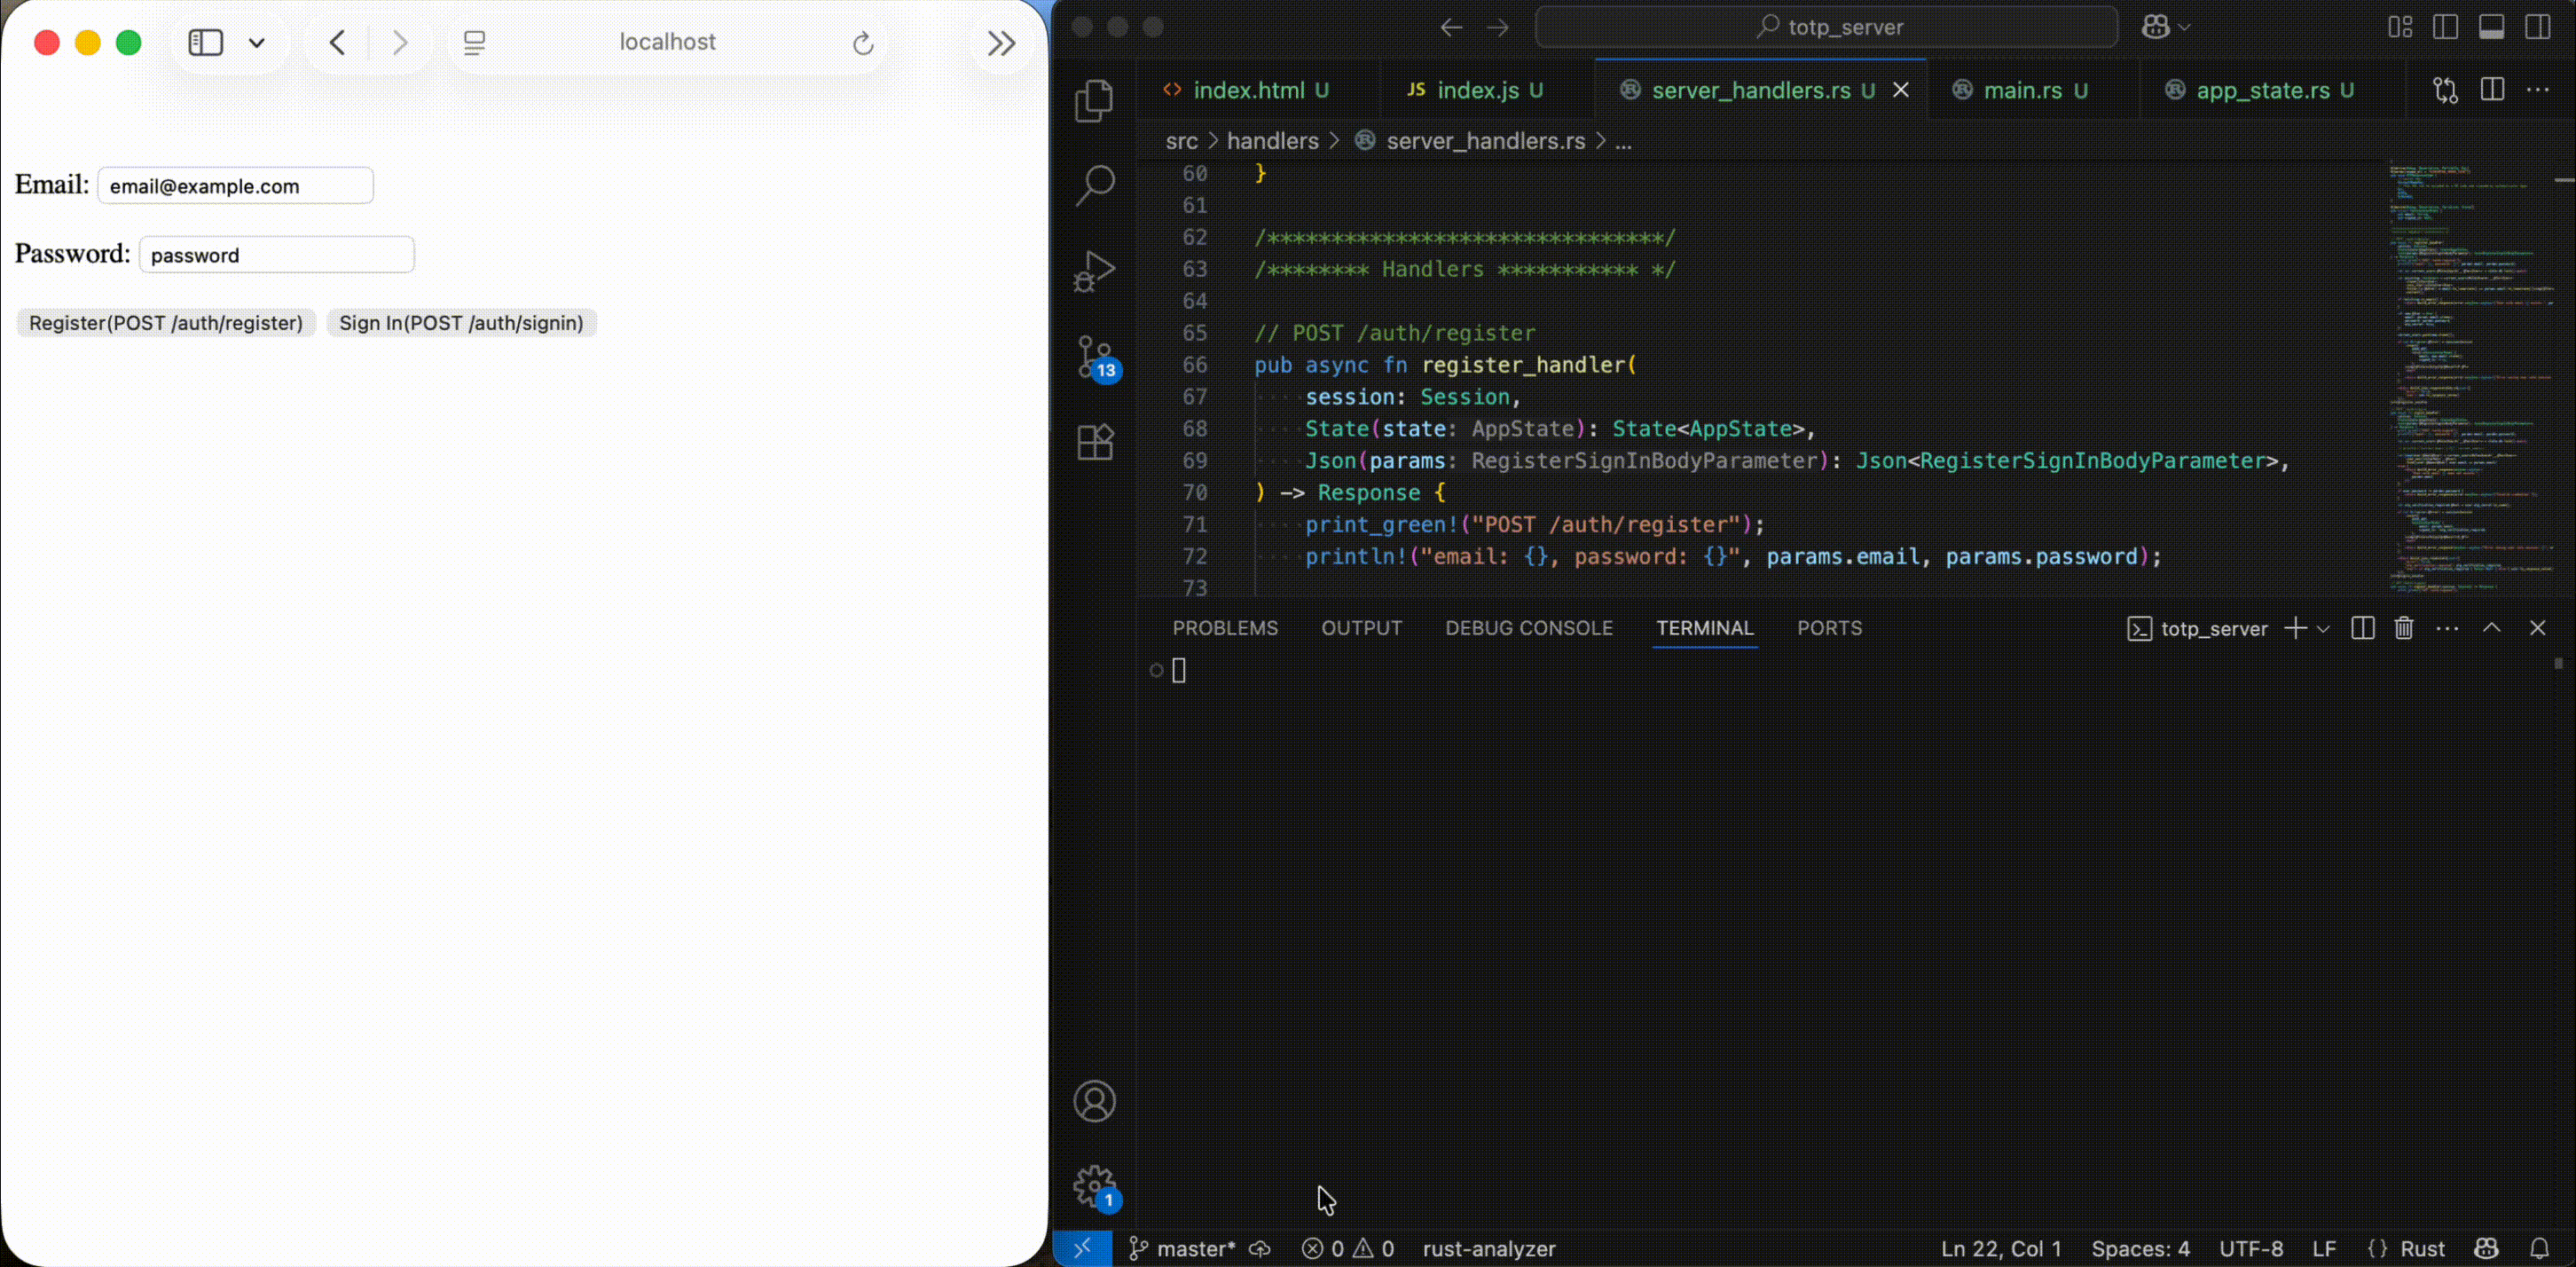 localhost
Email: email@example.com
Password: password
Register(POST /auth/register) Sign In(POST /auth/signin)
totp_server
index.html U JS index.js U server_handlers.rs U main.rs U app_state.rs U
src > handlers > server_handlers.rs > ...
60 }
61
62 /*******************************/
63 /******** Handlers *********** */
64
65 // POST /auth/register
66 pub async fn register_handler(
67 session: Session,
68 State(state: AppState): State<AppState>,
69 Json(params: RegisterSignInBodyParameter): Json<RegisterSignInBodyParameter>,
70 ) -> Response {
71 print_green!("POST /auth/register");
72 println!("email: {}, password: {}", params.email, params.password);
73
PROBLEMS OUTPUT DEBUG CONSOLE TERMINAL PORTS totp_server
13
1
master* 0 0 rust-analyzer Ln 22, Col 1 Spaces: 4 UTF-8 LF {} Rust